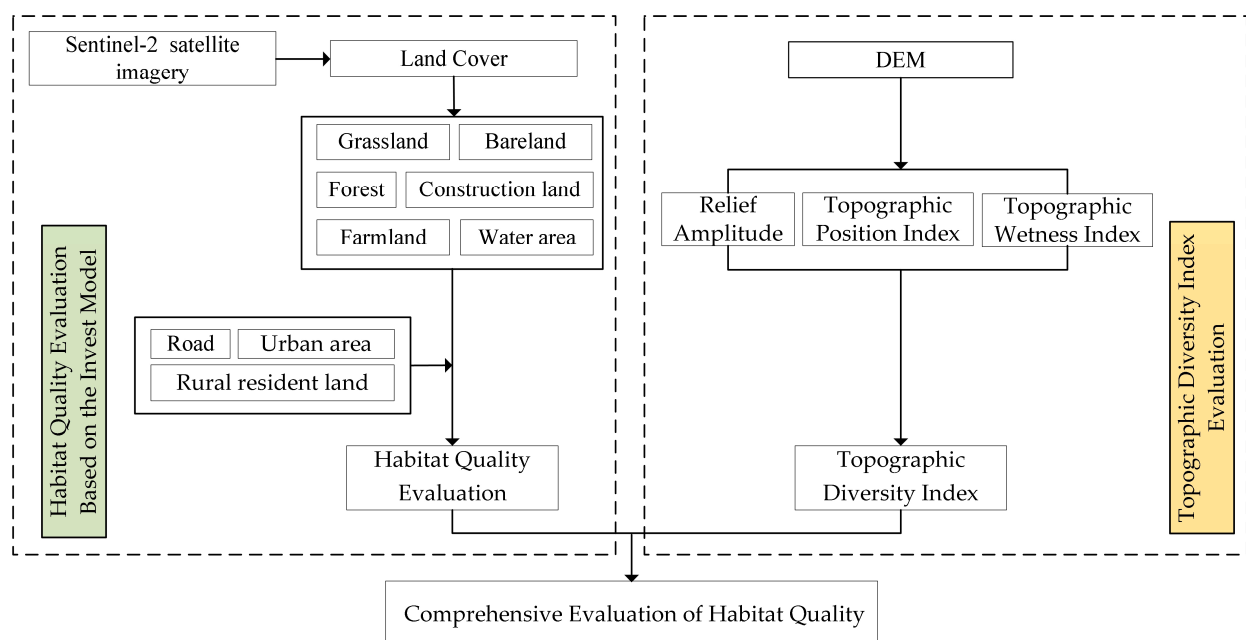 Sentinel-2 satellite
imagery
Land Cover
Grassland
Bareland
Forest
Construction land
Farmland
Water area
Road
Urban area
Rural resident land
Habitat Quality
Evaluation
Habitat Quality Evaluation
Based on the Invest Model
DEM
Relief
Amplitude
Topographic
Position Index
Topographic
Wetness Index
Topographic
Diversity Index
Topographic Diversity Index
Evaluation
Comprehensive Evaluation of Habitat Quality